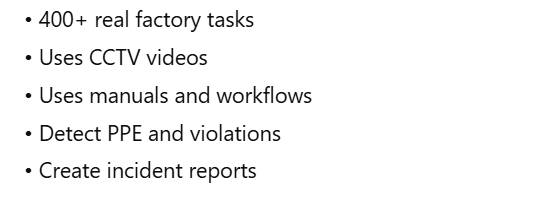 • 400+ real factory tasks
• Uses CCTV videos
• Uses manuals and workflows
• Detect PPE and violations
• Create incident reports